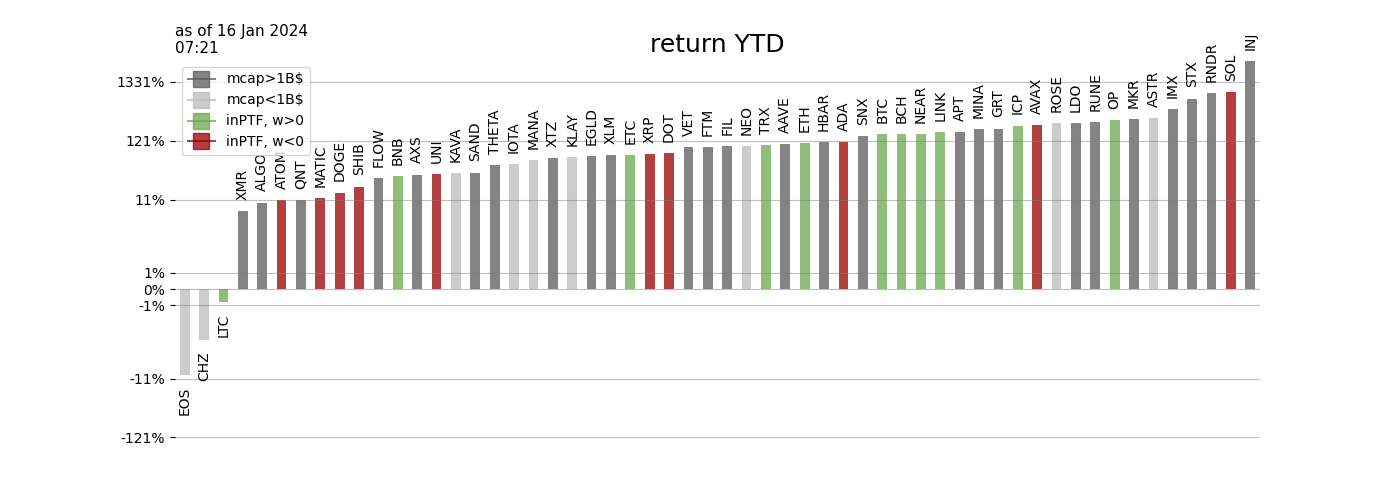 as of 16 Jan 2024
07:21
return YTD
mcap>1B$
mcap<1B$
inPTF, w>0
inPTF, w<0
1331%
121%
11%
1%
0%
-1%
-11%
-121%
EOS
CHZ
LTC
XMR
ALGO
ATOM
QNT
MATIC
DOGE
SHIB
FLOW
BNB
AXS
UNI
KAVA
SAND
THETA
IOTA
MANA
XTZ
KLAY
EGLD
XLM
ETC
XRP
DOT
VET
FTM
FIL
NEO
TRX
AAVE
ETH
HBAR
ADA
SNX
BTC
BCH
NEAR
LINK
APT
MINA
GRT
ICP
AVAX
ROSE
LDO
RUNE
OP
MKR
ASTR
IMX
STX
RNDR
SOL
INJ